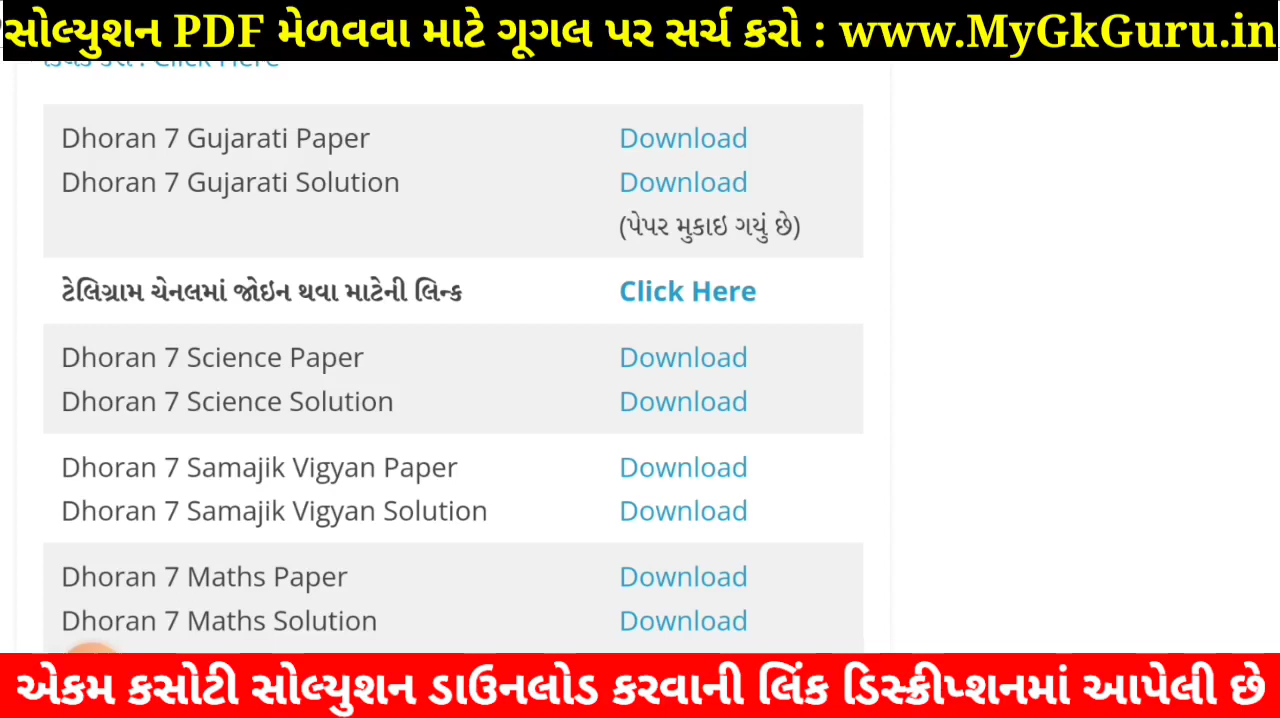 સોલ્યુશન PDF મેળવવા માટે ગૂગલ પર સર્ચ કરો : www.MyGkGuru.in
Click Here
Dhoran 7 Gujarati Paper Download
Dhoran 7 Gujarati Solution Download
(પેપર મુકાઇ ગયું છે)
ટેલિગ્રામ ચેનલમાં જોઇન થવા માટેની લિન્ક Click Here
Dhoran 7 Science Paper Download
Dhoran 7 Science Solution Download
Dhoran 7 Samajik Vigyan Paper Download
Dhoran 7 Samajik Vigyan Solution Download
Dhoran 7 Maths Paper Download
Dhoran 7 Maths Solution Download
એકમ કસોટી સોલ્યુશન ડાઉનલોડ કરવાની લિંક ડિસ્ક્રીપ્શનમાં આપેલી છે